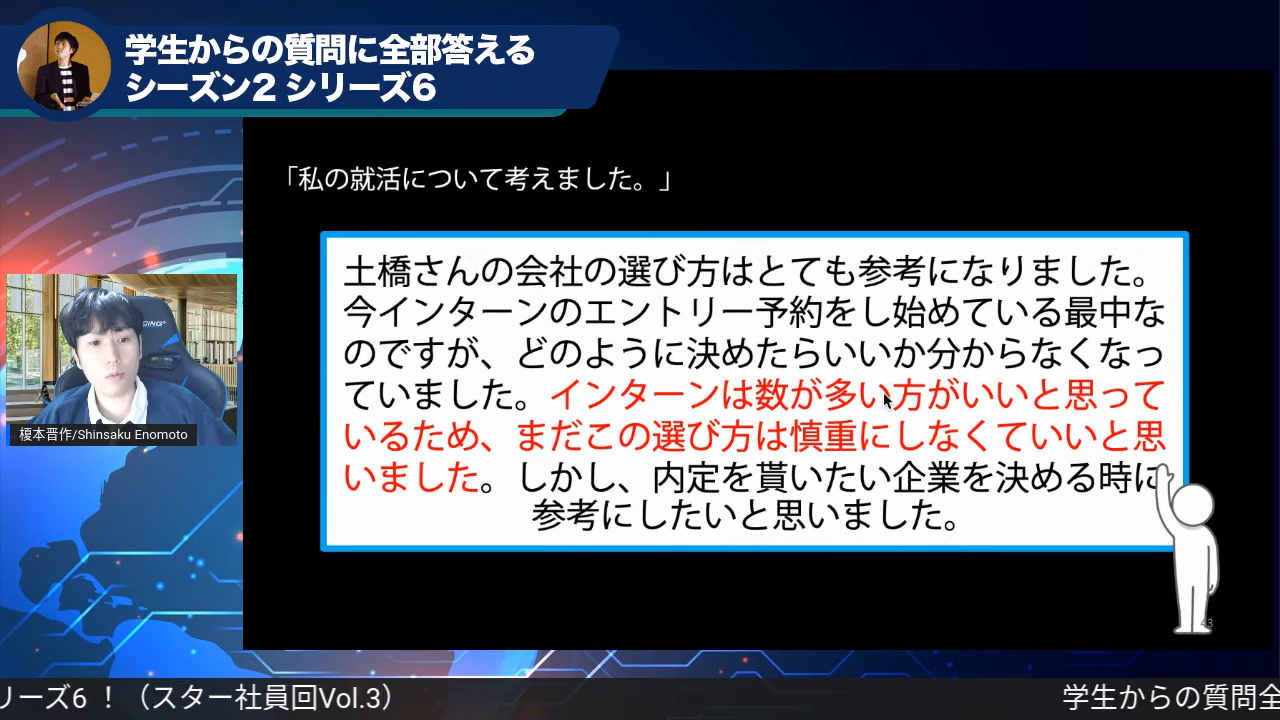 学生からの質問に全部答える
シーズン2 シリーズ6
「私の就活について考えました。」
土橋さんの会社の選び方はとても参考になりました。
今インターンのエントリー予約をし始めている最中な
のですが、どのように決めたらいいか分からなくなっ
ていました。インターンは数が多い方がいいと思って
いるため、まだこの選び方は慎重にしなくていいと思
いました。しかし、内定を貰いたい企業を決める時に
参考にしたいと思いました。
榎本晋作/Shinsaku Enomoto
43
リーズ6 ！（スター社員回Vol.3）
学生からの質問全